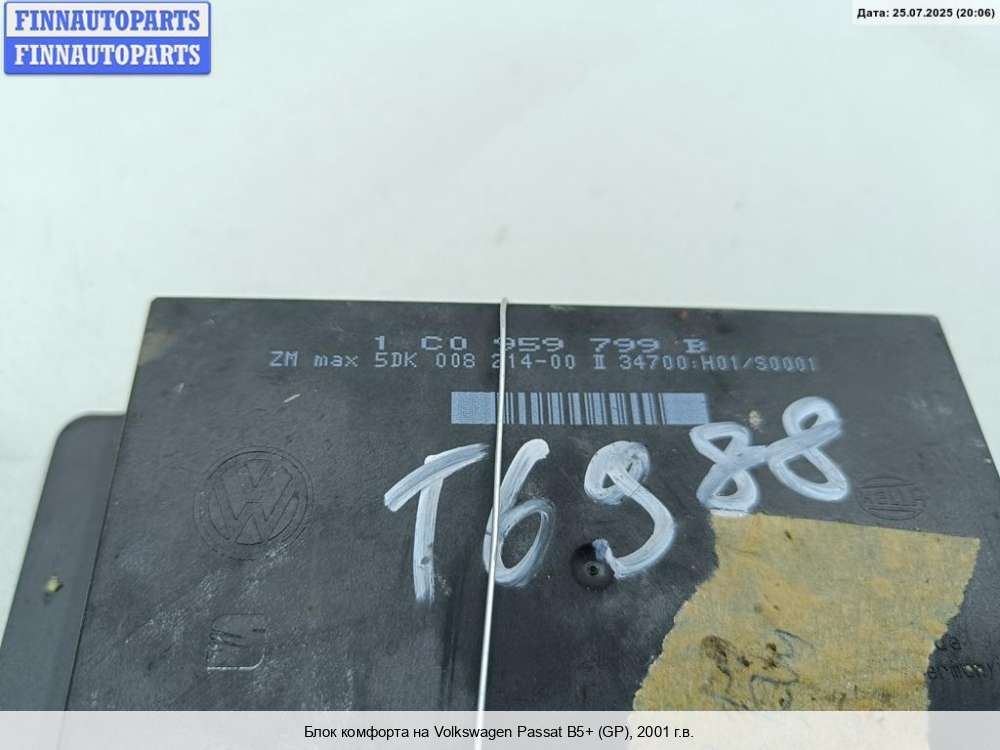 FINNAUTOPARTS
FINNAUTOPARTS
Дата: 25.07.2025 (20:06)
1 C0 959 799 B
ZM max 5DK 008 214-00 II 34700:H01/S0001
T6988
Блок комфорта на Volkswagen Passat B5+ (GP), 2001 г.в.